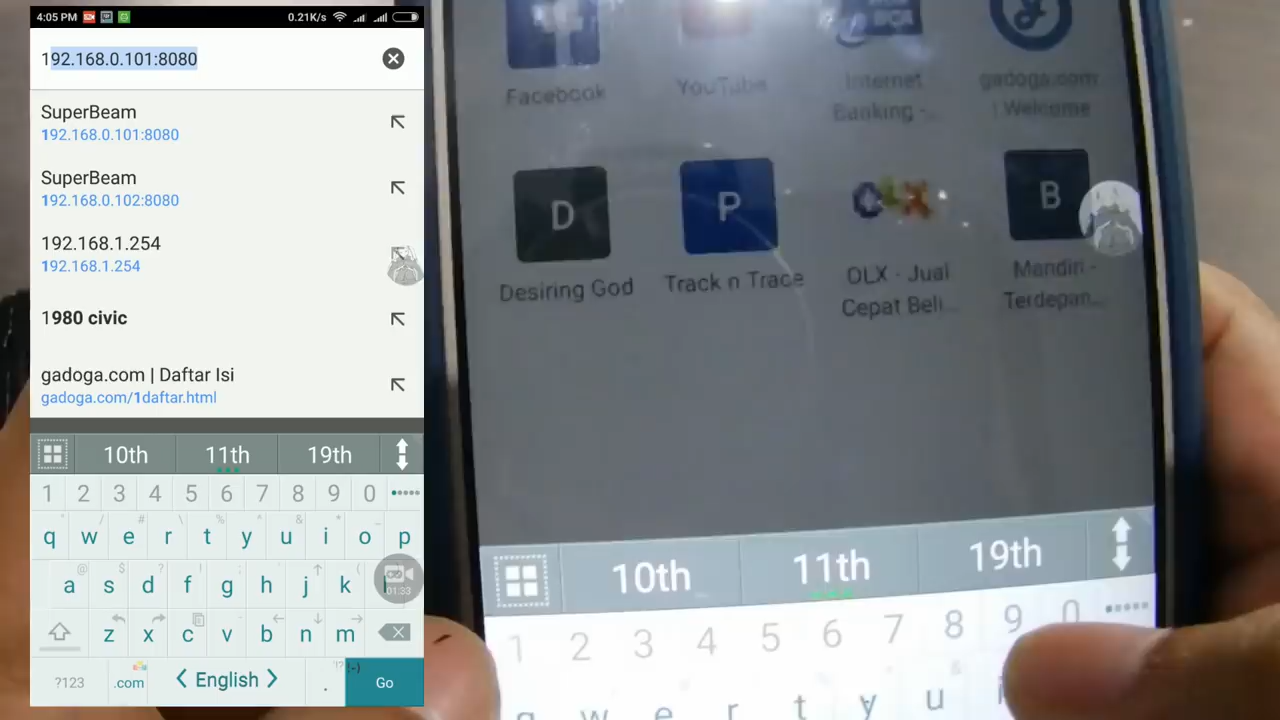 4:05 PM
0.21K/s
192.168.0.101:8080
SuperBeam
192.168.0.101:8080
SuperBeam
192.168.0.102:8080
192.168.1.254
192.168.1.254
1980 civic
gadoga.com | Daftar Isi
gadoga.com/1daftar.html
10th 11th 19th
1 2 3 4 5 6 7 8 9 0
q w e r t y u i o p
a s d f g h j k
01:33
z x c v b n m
?123 .com < English > . Go
Facebook
YouTube
Internet
Banking -...
gadoga.com
| Welcome
D
Desiring God
P
Track n Trace
OLX
OLX - Jual
Cepat Beli...
B
Mandiri -
Terdepan...
10th 11th 19th
1 2 3 4 5 6 7 8 9 0
q w e r t y u i